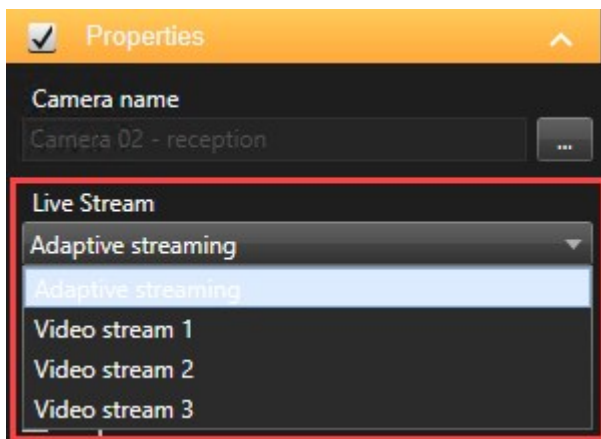 Properties
Camera name
Camera 02 - reception
...
Live Stream
Adaptive streaming
Adaptive streaming
Video stream 1
Video stream 2
Video stream 3